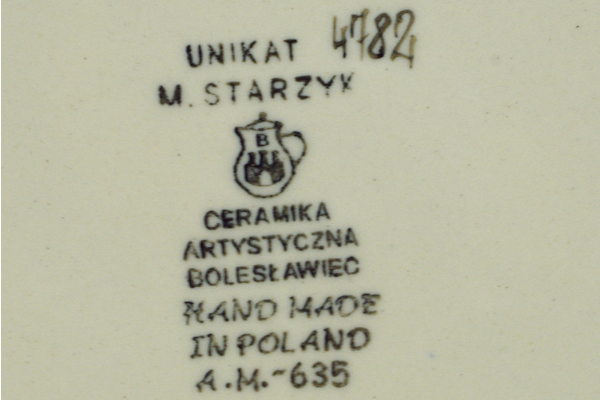 UNIKAT 4782
M. STARZYK
B
CERAMIKA
ARTYSTYCZNA
BOLESŁAWIEC
HAND MADE
IN POLAND
A.M.-635